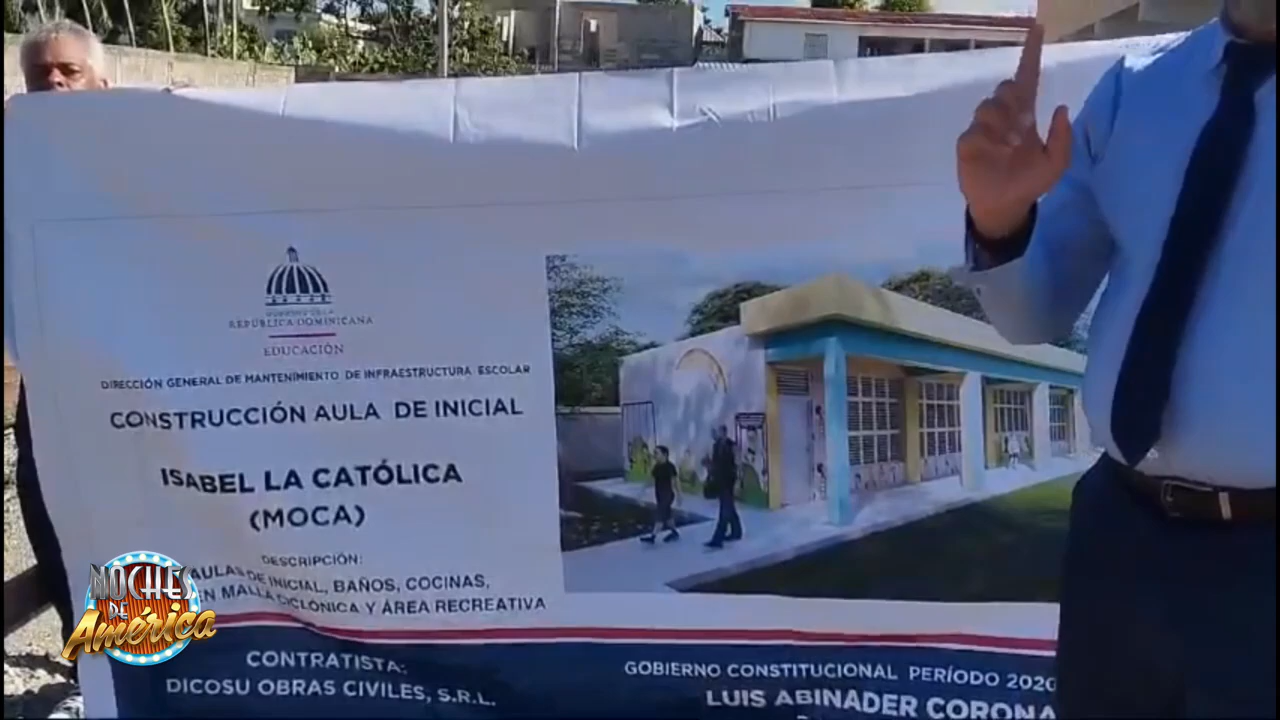 GOBIERNO DE LA
REPÚBLICA DOMINICANA
EDUCACIÓN
DIRECCIÓN GENERAL DE MANTENIMIENTO DE INFRAESTRUCTURA ESCOLAR
CONSTRUCCIÓN AULA DE INICIAL
ISABEL LA CATÓLICA
(MOCA)
DESCRIPCIÓN:
AULAS DE INICIAL, BAÑOS, COCINAS,
EN MALLA CICLÓNICA Y ÁREA RECREATIVA
CONTRATISTA:
DICOSU OBRAS CIVILES, S.R.L.
GOBIERNO CONSTITUCIONAL PERÍODO 2020
LUIS ABINADER CORONA
NOCHES
DE
América